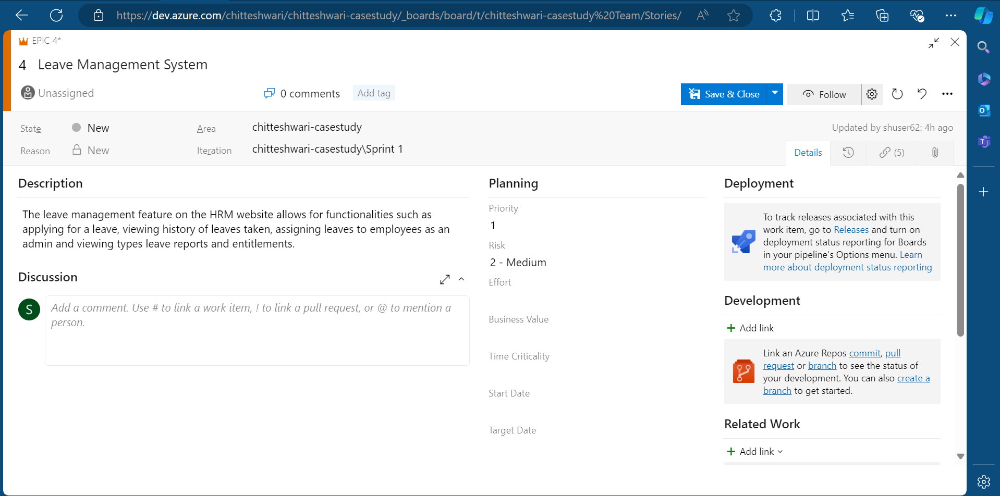 https://dev.azure.com/chitteshwari/chitteshwari-casestudy/_boards/board/t/chitteshwari-casestudy%20Team/Stories/
EPIC 4*
4 Leave Management System
Unassigned
0 comments
Add tag
Save & Close
Follow
State
New
Area
chitteshwari-casestudy
Updated by shuser62: 4h ago
Reason
New
Iteration
chitteshwari-casestudy\Sprint 1
Details
(5)
Description
The leave management feature on the HRM website allows for functionalities such as
applying for a leave, viewing history of leaves taken, assigning leaves to employees as an
admin and viewing types leave reports and entitlements.
Discussion
S
Add a comment. Use # to link a work item, ! to link a pull request, or @ to mention a
person.
Planning
Priority
1
Risk
2 - Medium
Effort
Business Value
Time Criticality
Start Date
Target Date
Deployment
To track releases associated with this
work item, go to Releases and turn on
deployment status reporting for Boards
in your pipeline's Options menu. Learn
more about deployment status reporting
Development
Add link
Link an Azure Repos commit, pull
request or branch to see the status of
your development. You can also create a
branch to get started.
Related Work
Add link